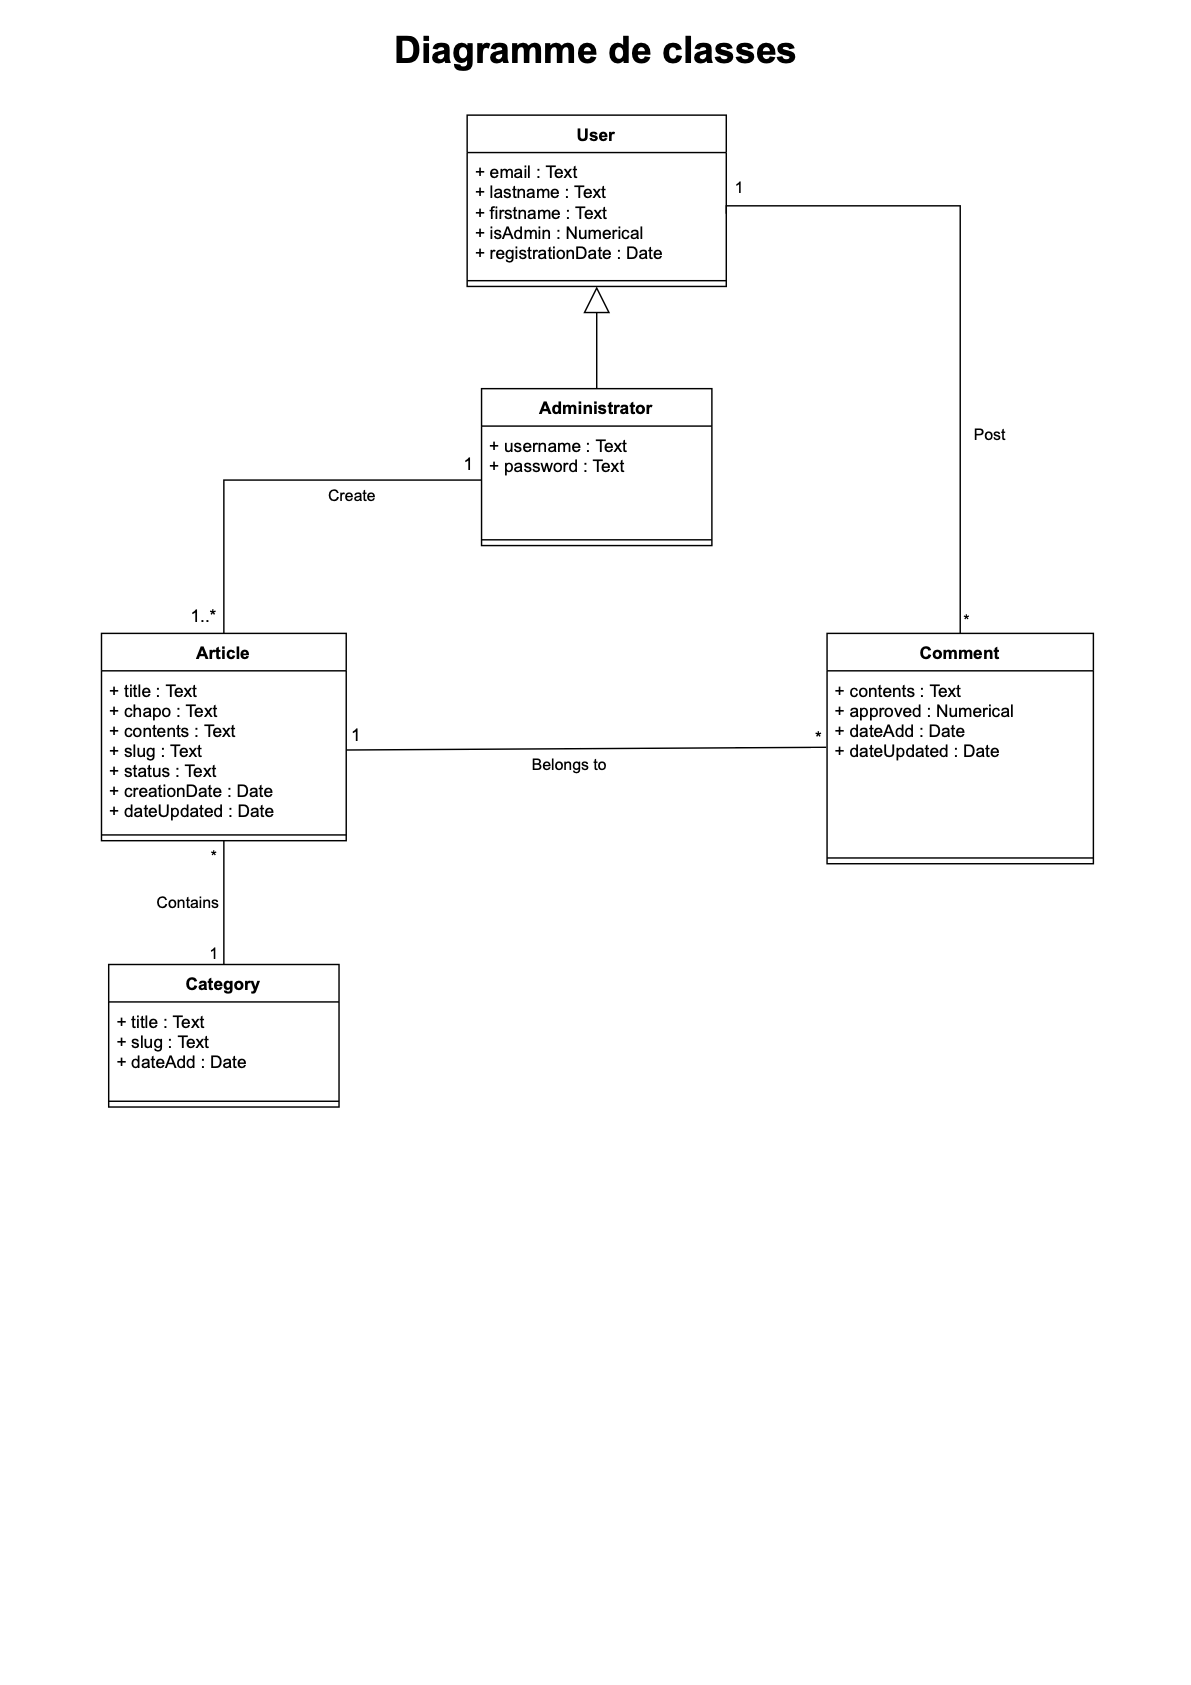 Diagramme de classes
User
+ email : Text
+ lastname : Text
+ firstname : Text
+ isAdmin : Numerical
+ registrationDate : Date
1
Post
*
Administrator
+ username : Text
+ password : Text
1
Create
1..*
Article
+ title : Text
+ chapo : Text
+ contents : Text
+ slug : Text
+ status : Text
+ creationDate : Date
+ dateUpdated : Date
1
Belongs to
*
Comment
+ contents : Text
+ approved : Numerical
+ dateAdd : Date
+ dateUpdated : Date
*
Contains
1
Category
+ title : Text
+ slug : Text
+ dateAdd : Date